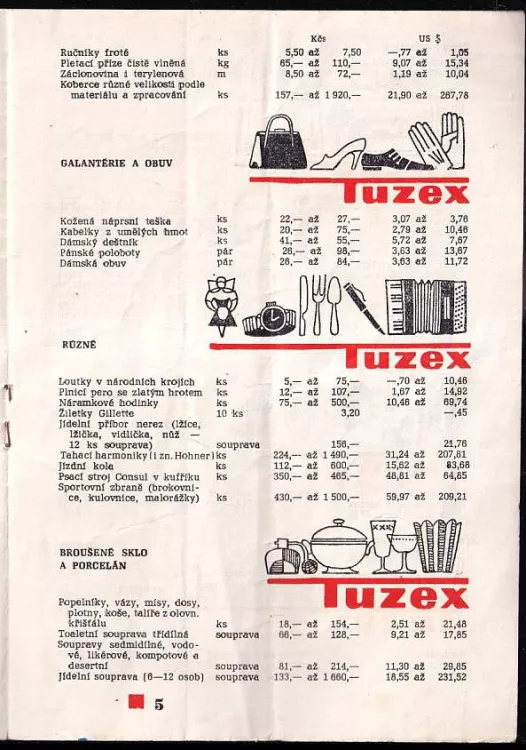 Kčs US $
Ručníky froté ks 5,50 až 7,50 —,77 až 1,05
Pletací příze čistě vlněná kg 65,— až 110,— 9,07 až 15,34
Záclonovina i terylenová m 8,50 až 72,— 1,19 až 10,04
Koberce různé velikosti podle
materiálu a zpracování ks 157,— až 1 920,— 21,90 až 267,78
GALANTÉRIE A OBUV
Tuzex
Kožená náprsní taška ks 22,— až 27,— 3,07 až 3,76
Kabelky z umělých hmot ks 20,— až 75,— 2,79 až 10,46
Dámský deštník ks 41,— až 55,— 5,72 až 7,67
Pánské poloboty pár 26,— až 98,— 3,63 až 13,67
Dámská obuv pár 26,— až 84,— 3,63 až 11,72
RŮZNÉ
Tuzex
Loutky v národních krojích ks 5,— až 75,— —,70 až 10,46
Plnicí pero se zlatým hrotem ks 12,— až 107,— 1,67 až 14,92
Náramkové hodinky ks 75,— až 500,— 10,46 až 69,74
Žiletky Gillette 10 ks 3,20 —,45
Jídelní příbor nerez (lžíce,
lžička, vidlička, nůž —
12 ks souprava) souprava 156,— 21,76
Tahací harmoniky (i zn. Hohner) ks 224,— až 1 490,— 31,24 až 207,81
Jízdní kola ks 112,— až 600,— 15,62 až 83,68
Psací stroj Consul v kufříku ks 350,— až 465,— 48,81 až 64,85
Sportovní zbraně (brokovni-
ce, kulovnice, malorážky) ks 430,— až 1 500,— 59,97 až 209,21
BROUŠENÉ SKLO
A PORCELÁN
Tuzex
Popelníky, vázy, mísy, dosy,
plotny, koše, talíře z olovn.
křišťálu ks 18,— až 154,— 2,51 až 21,48
Toaletní souprava třídílná souprava 66,— až 128,— 9,21 až 17,85
Soupravy sedmidílné, vodo-
vé, likérové, kompotové a
desertní souprava 81,— až 214,— 11,30 až 29,85
Jídelní souprava (6—12 osob) souprava 133,— až 1 660,— 18,55 až 231,52
5